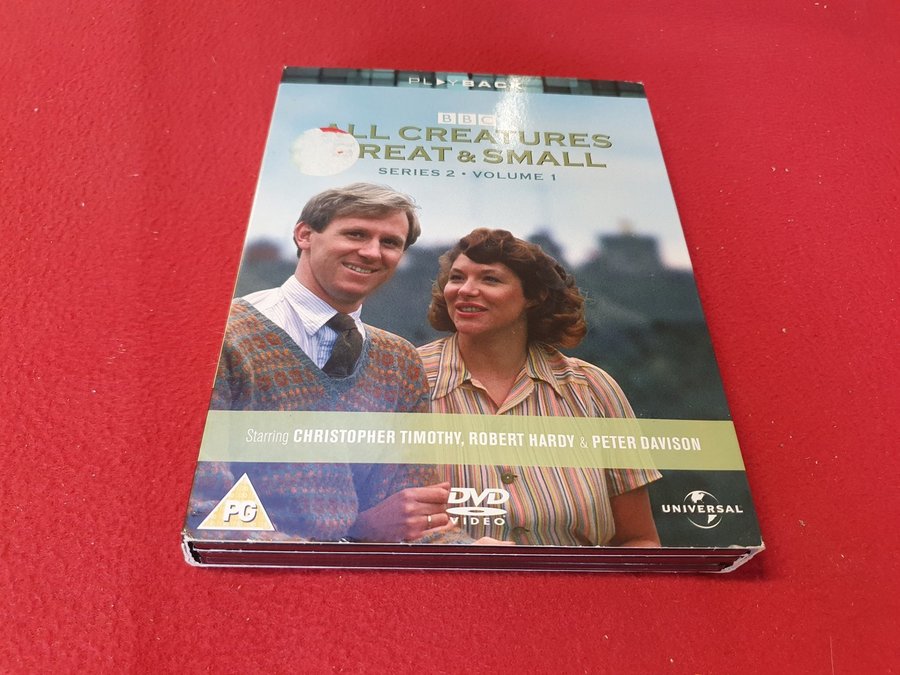 PLAYBACK
BBC
ALL CREATURES
REAT & SMALL
SERIES 2 • VOLUME 1
Starring CHRISTOPHER TIMOTHY, ROBERT HARDY & PETER DAVISON
PG
DVD
VIDEO
UNIVERSAL